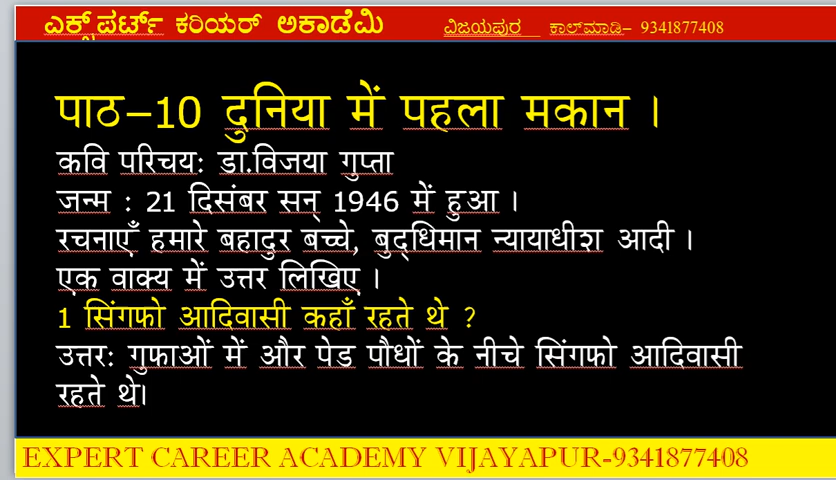 ಎಕ್ಸ್‌ಪರ್ಟ್ ಕರಿಯರ್ ಅಕಾಡೆಮಿ ವಿಜಯಪುರ ಕಾಲ್‌ಮಾಡಿ– 9341877408
पाठ–10 दुनिया में पहला मकान ।
कवि परिचयः डा.विजया गुप्ता
जन्म : 21 दिसंबर सन् 1946 में हुआ ।
रचनाएँ हमारे बहादुर बच्चे, बुद्धिमान न्यायाधीश आदी ।
एक वाक्य में उत्तर लिखिए ।
1 सिंगफो आदिवासी कहाँ रहते थे ?
उत्तरः गुफाओं में और पेड पौधों के नीचे सिंगफो आदिवासी
रहते थे।
EXPERT CAREER ACADEMY VIJAYAPUR-9341877408